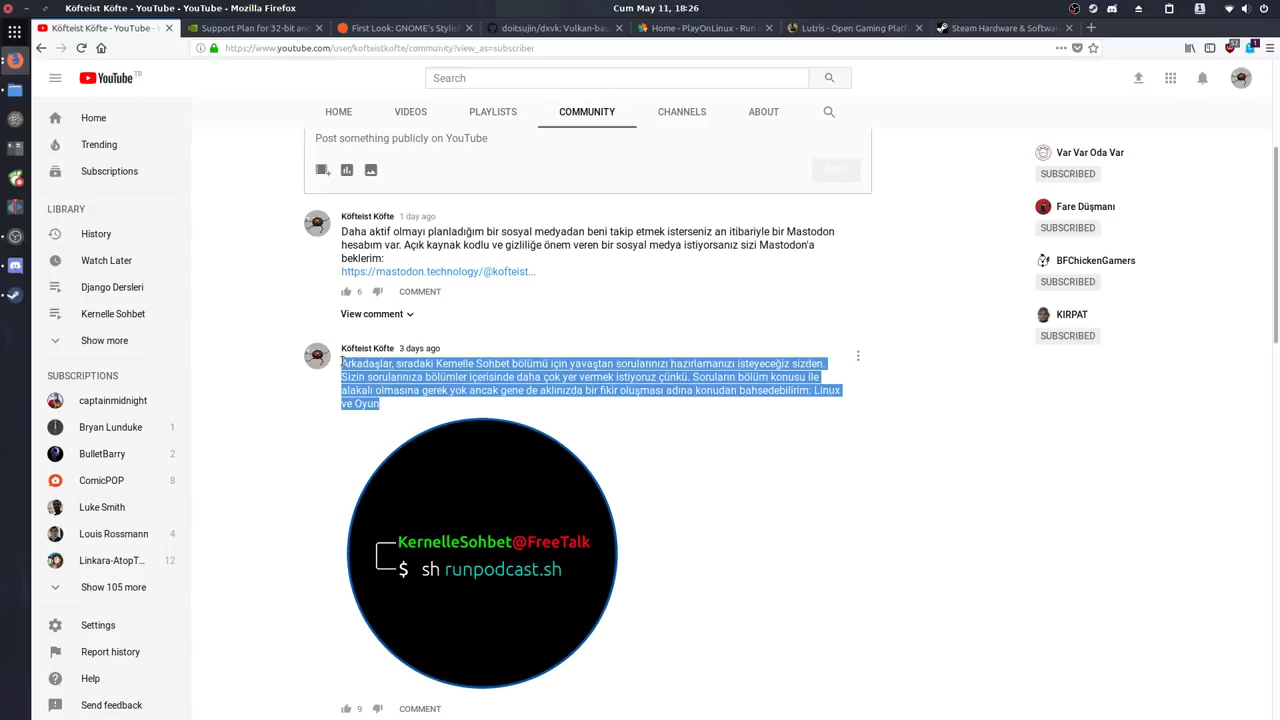 Köfteist Köfte - YouTube - Mozilla Firefox
Cum May 11, 18:26
Köfteist Köfte - YouTube -
Support Plan for 32-bit and
First Look: GNOME's Stylish
doitsujin/dxvk: Vulkan-bas
Home - PlayOnLinux - Run
Lutris - Open Gaming Platf
Steam Hardware & Softwar
https://www.youtube.com/user/kofteistkofte/community?view_as=subscriber
52
1
YouTube TR
Search
HOME
VIDEOS
PLAYLISTS
COMMUNITY
CHANNELS
ABOUT
Home
Trending
Subscriptions
LIBRARY
History
Watch Later
Django Dersleri
Kernelle Sohbet
Show more
SUBSCRIPTIONS
captainmidnight
Bryan Lunduke 1
BulletBarry 2
ComicPOP 8
Luke Smith
Louis Rossmann 4
Linkara-AtopT... 12
Show 105 more
Settings
Report history
Help
Send feedback
Post something publicly on YouTube
POST
Köfteist Köfte 1 day ago
Daha aktif olmayı planladığım bir sosyal medyadan beni takip etmek isterseniz an itibariyle bir Mastodon
hesabım var. Açık kaynak kodlu ve gizliliğe önem veren bir sosyal medya istiyorsanız sizi Mastodon'a
beklerim:
https://mastodon.technology/@kofteist...
6 COMMENT
View comment
Köfteist Köfte 3 days ago
Arkadaşlar, sıradaki Kernelle Sohbet bölümü için yavaştan sorularınızı hazırlamanızı isteyeceğiz sizden.
Sizin sorularınıza bölümler içerisinde daha çok yer vermek istiyoruz çünkü. Soruların bölüm konusu ile
alakalı olmasına gerek yok ancak gene de aklınızda bir fikir oluşması adına konudan bahsedebilirim: Linux
ve Oyun
KernelleSohbet@FreeTalk
$ sh runpodcast.sh
9 COMMENT
Var Var Oda Var
SUBSCRIBED
Fare Düşmanı
SUBSCRIBED
BFChickenGamers
SUBSCRIBED
KIRPAT
SUBSCRIBED